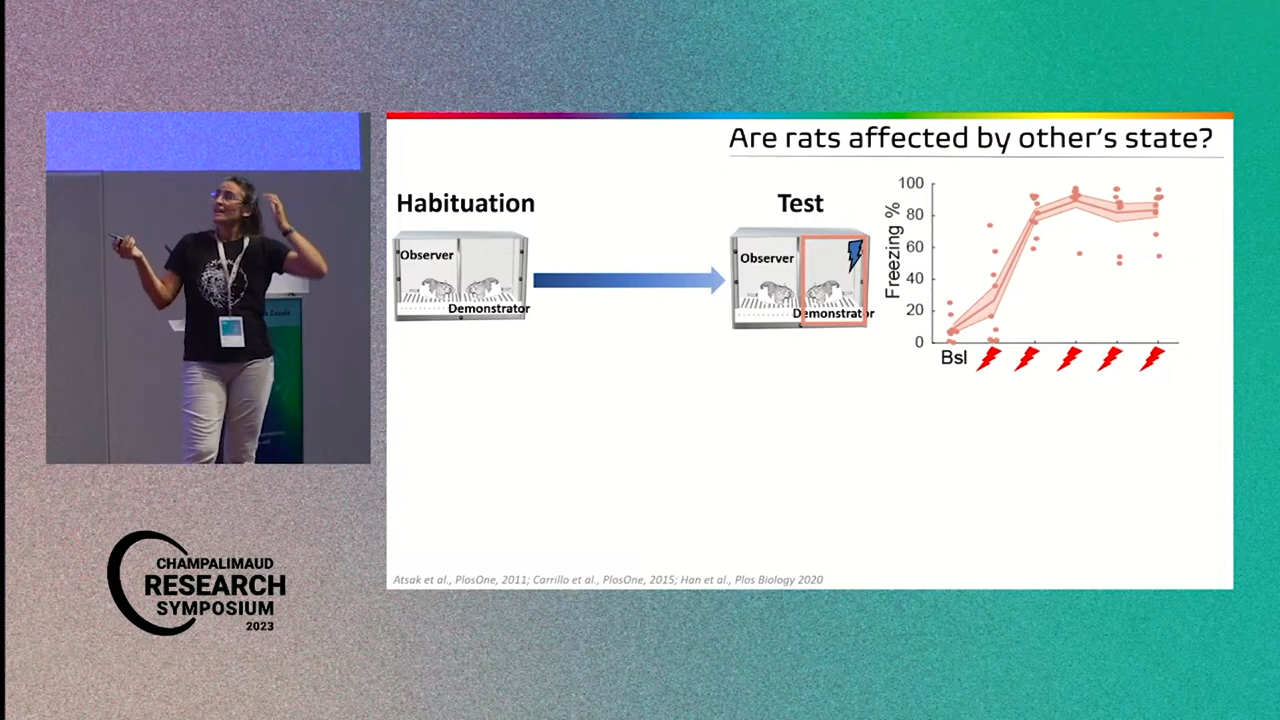 Are rats affected by other's state?
Habituation
Observer
Demonstrator
Test
Observer
Demonstrator
Freezing %
100
80
60
40
20
0
Bsl
Atsak et al., PlosOne, 2011; Carrillo et al., PlosOne, 2015; Han et al., Plos Biology 2020
CHAMPALIMAUD
RESEARCH
SYMPOSIUM
2023